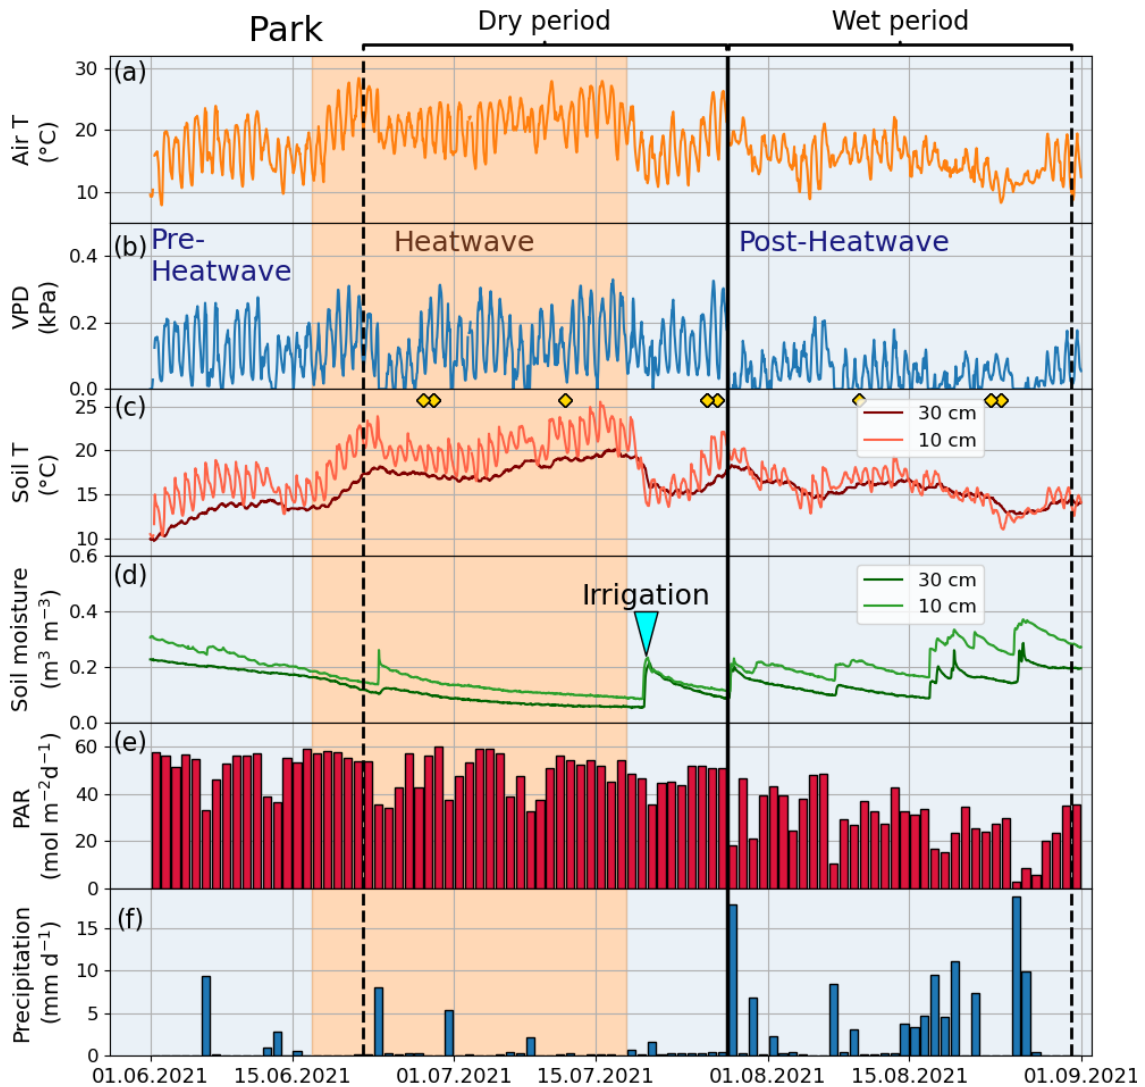 Park
Dry period
Wet period
(a)
30
20
10
Air T
(°C)
(b)
Pre-
Heatwave
Heatwave
Post-Heatwave
0.4
0.2
0.0
VPD
(kPa)
(c)
25
20
15
10
Soil T
(°C)
30 cm
10 cm
(d)
0.6
0.4
0.2
0.0
Soil moisture
(m³ m⁻³)
Irrigation
30 cm
10 cm
(e)
60
40
20
0
PAR
(mol m⁻²d⁻¹)
(f)
15
10
5
0
Precipitation
(mm d⁻¹)
01.06.2021 15.06.2021 01.07.2021 15.07.2021 01.08.2021 15.08.2021 01.09.2021